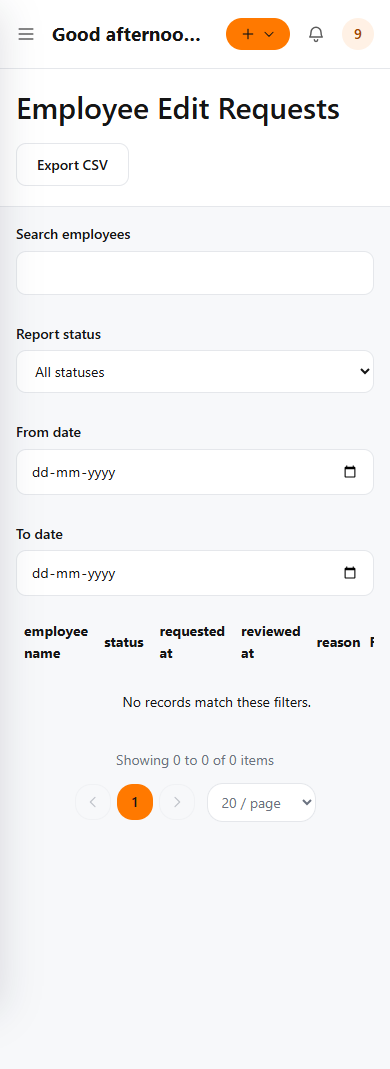 Good afternoo...
9
Employee Edit Requests
Export CSV
Search employees
Report status
All statuses
From date
dd-mm-yyyy
To date
dd-mm-yyyy
employee name
status
requested at
reviewed at
reason
No records match these filters.
Showing 0 to 0 of 0 items
1
20 / page